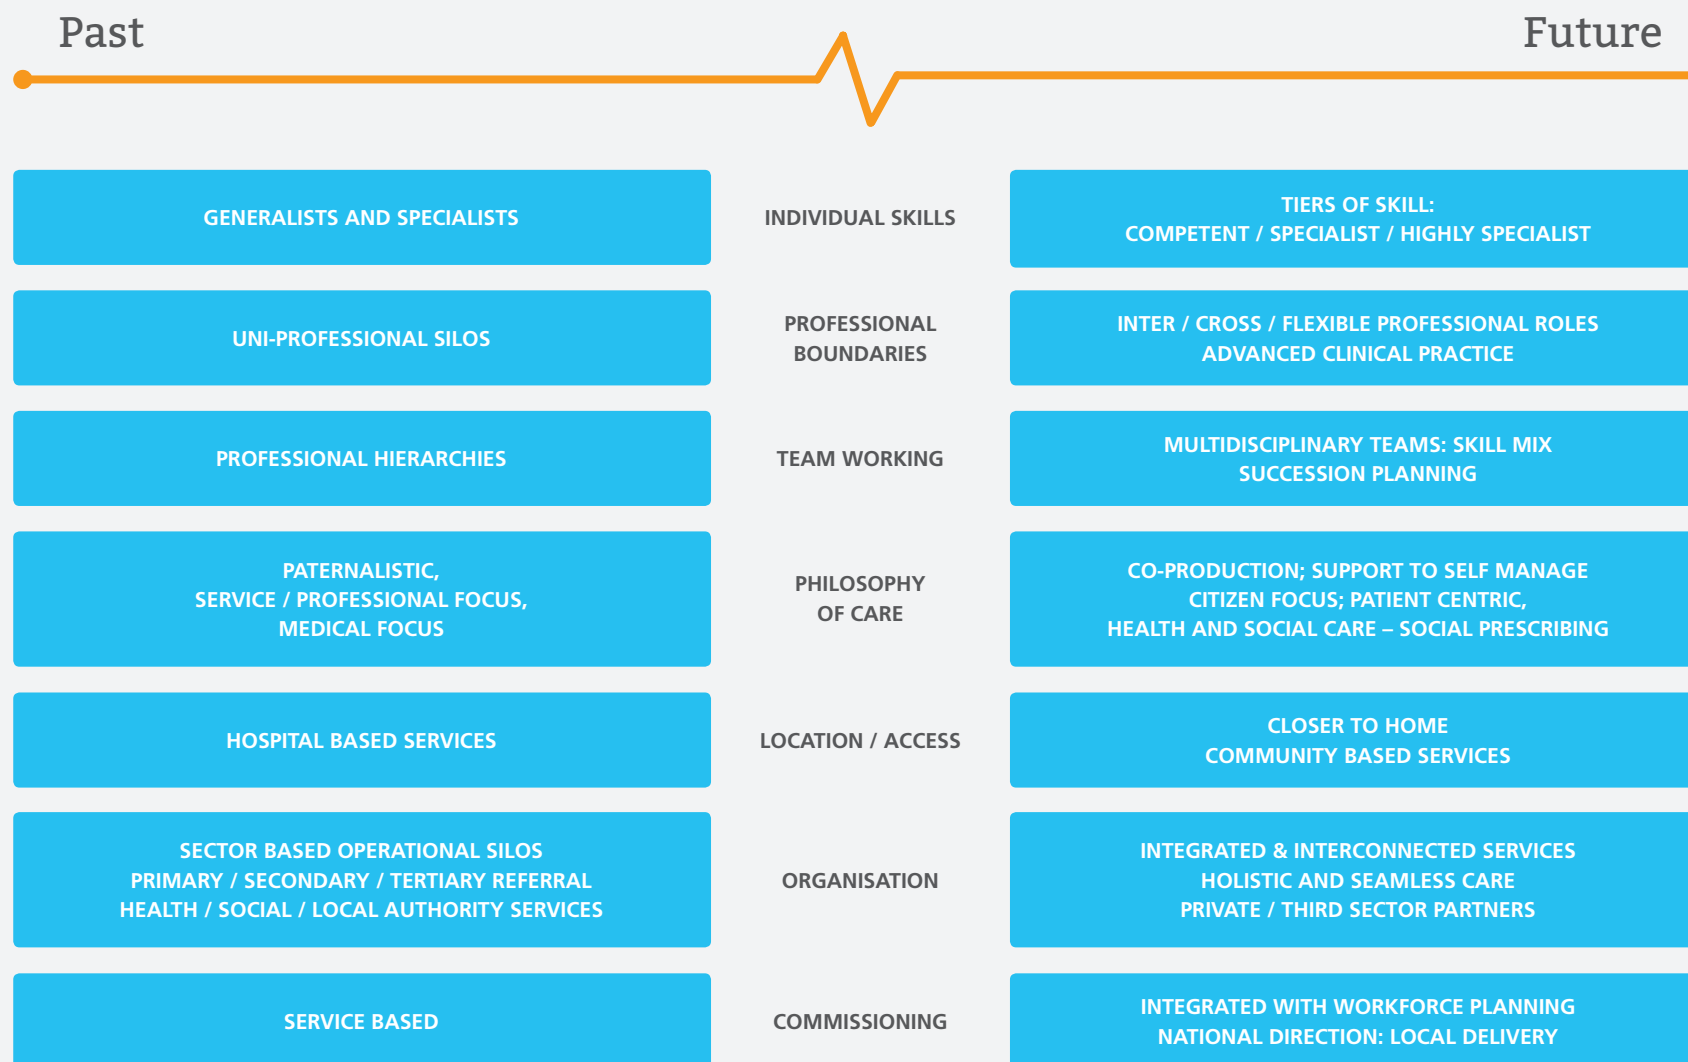 Past
Future
GENERALISTS AND SPECIALISTS
INDIVIDUAL SKILLS
TIERS OF SKILL:
COMPETENT / SPECIALIST / HIGHLY SPECIALIST
UNI-PROFESSIONAL SILOS
PROFESSIONAL
BOUNDARIES
INTER / CROSS / FLEXIBLE PROFESSIONAL ROLES
ADVANCED CLINICAL PRACTICE
PROFESSIONAL HIERARCHIES
TEAM WORKING
MULTIDISCIPLINARY TEAMS: SKILL MIX
SUCCESSION PLANNING
PATERNALISTIC,
SERVICE / PROFESSIONAL FOCUS,
MEDICAL FOCUS
PHILOSOPHY
OF CARE
CO-PRODUCTION; SUPPORT TO SELF MANAGE
CITIZEN FOCUS; PATIENT CENTRIC,
HEALTH AND SOCIAL CARE – SOCIAL PRESCRIBING
HOSPITAL BASED SERVICES
LOCATION / ACCESS
CLOSER TO HOME
COMMUNITY BASED SERVICES
SECTOR BASED OPERATIONAL SILOS
PRIMARY / SECONDARY / TERTIARY REFERRAL
HEALTH / SOCIAL / LOCAL AUTHORITY SERVICES
ORGANISATION
INTEGRATED & INTERCONNECTED SERVICES
HOLISTIC AND SEAMLESS CARE
PRIVATE / THIRD SECTOR PARTNERS
SERVICE BASED
COMMISSIONING
INTEGRATED WITH WORKFORCE PLANNING
NATIONAL DIRECTION: LOCAL DELIVERY